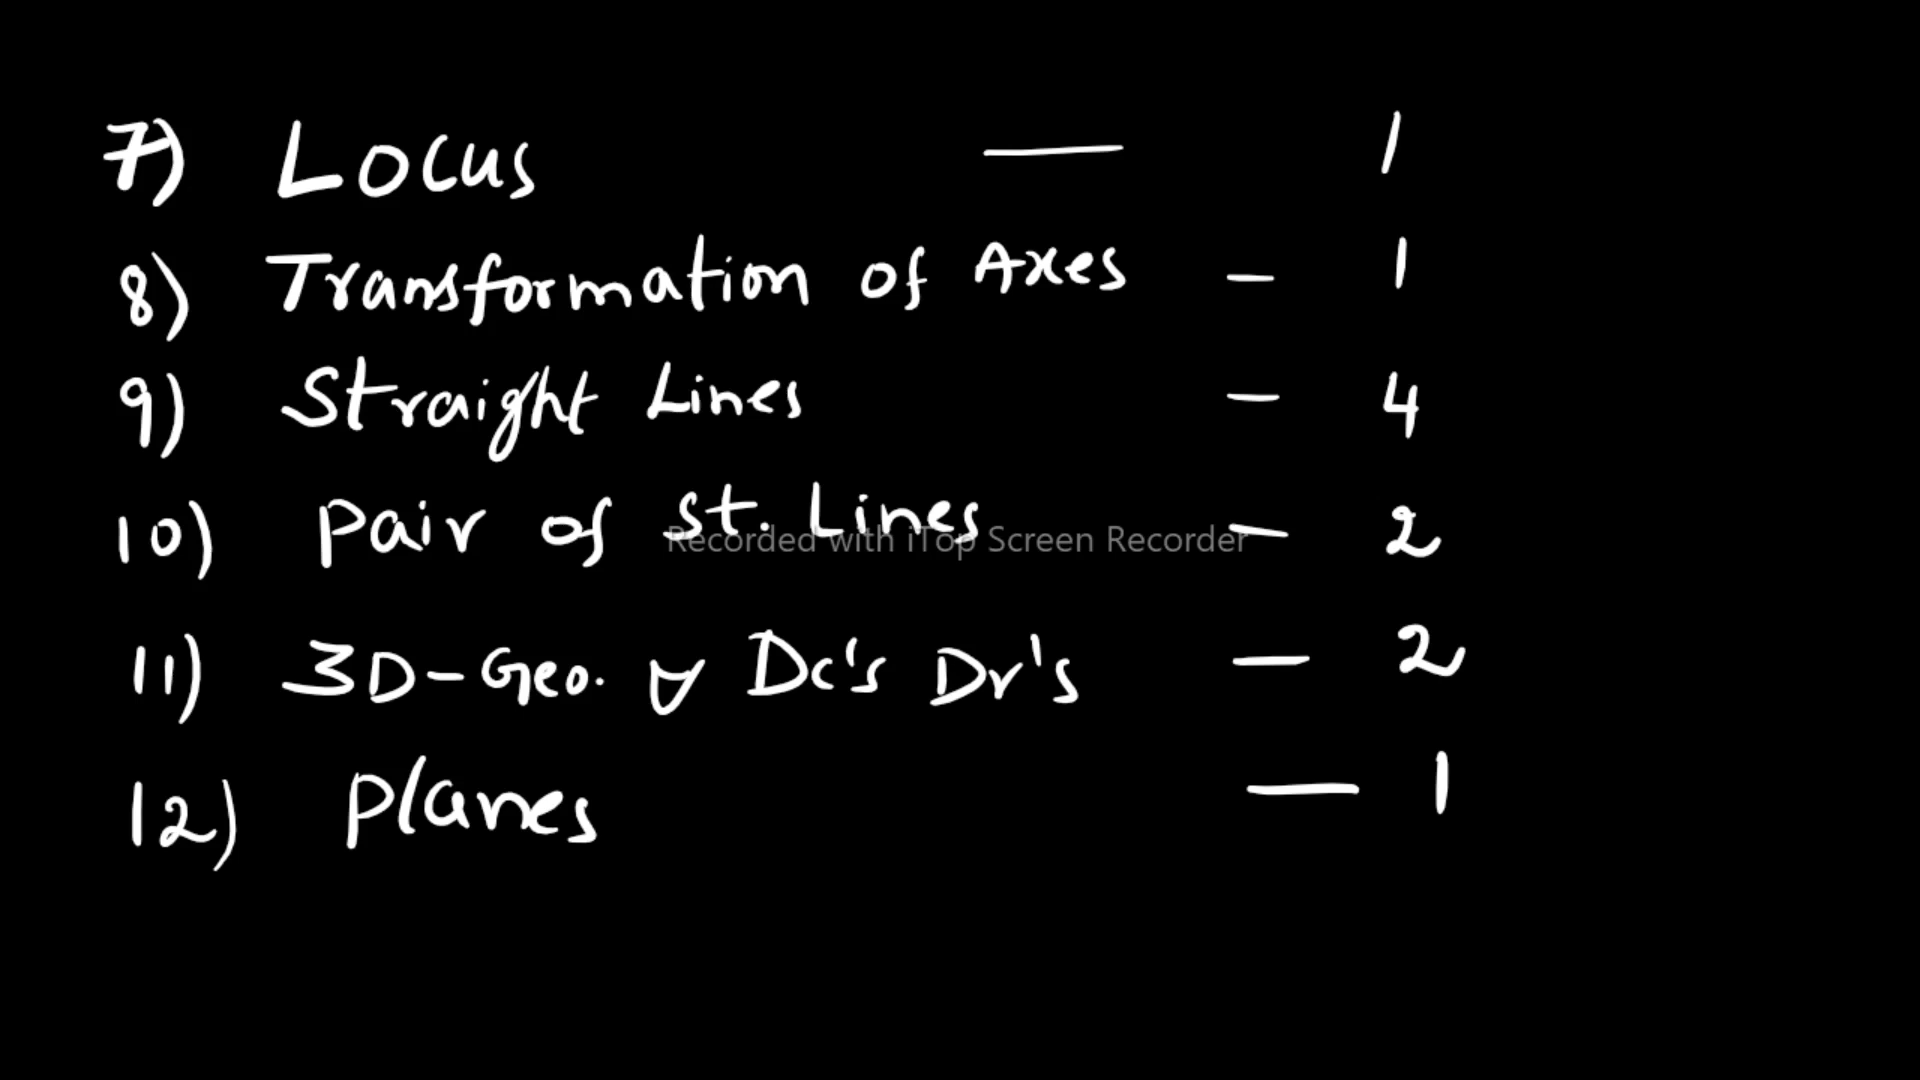 7) Locus — 1
8) Transformation of Axes - 1
9) Straight Lines - 4
10) Pair of St. Lines - 2
Recorded with iTop Screen Recorder
11) 3D-Geo. & Dc's Dr's - 2
12) Planes — 1